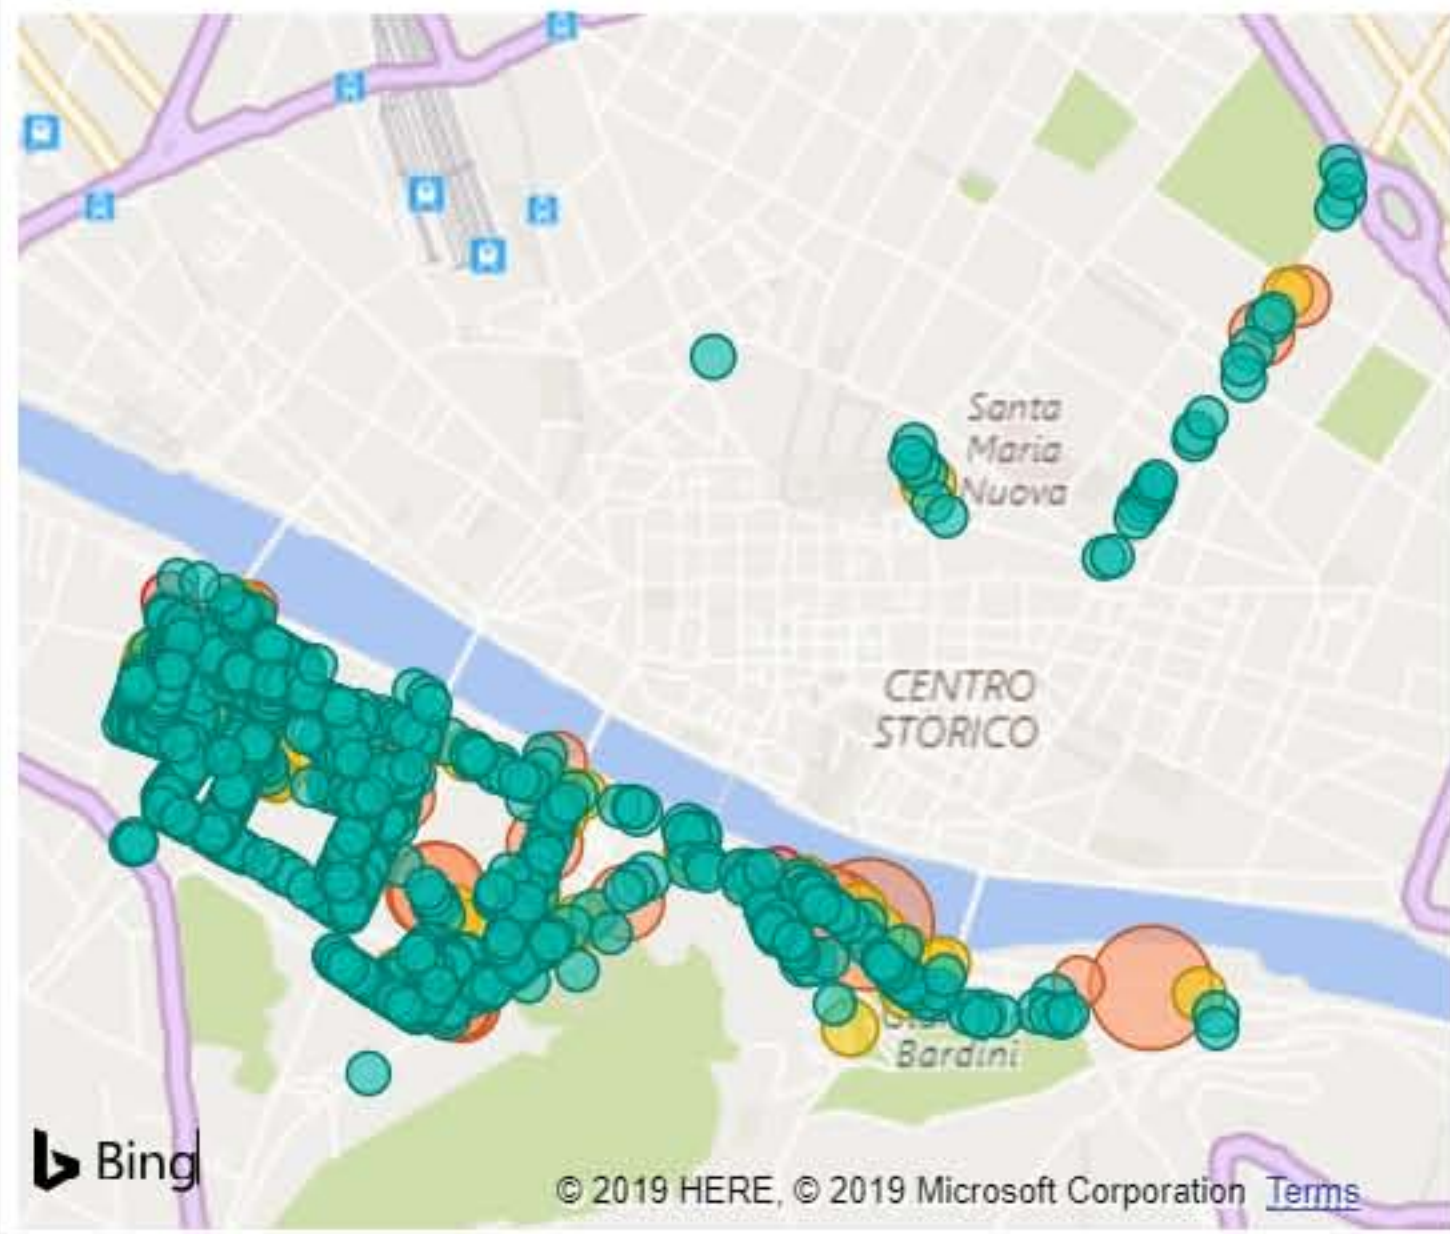 Santa
Maria
Nuova
CENTRO
STORICO
Bardini
Bing
© 2019 HERE, © 2019 Microsoft Corporation Terms